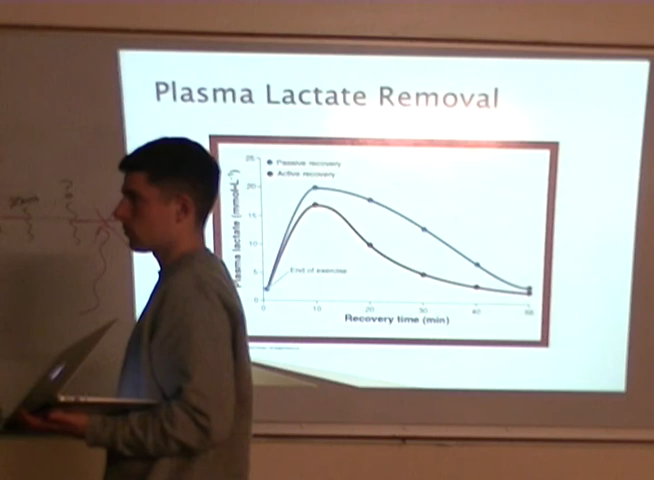 Plasma Lactate Removal
25
Passive recovery
Active recovery
20
15
10
5
0
Plasma lactate (mmol•L⁻¹)
End of exercise
0 10 20 30 40
Recovery time (min)